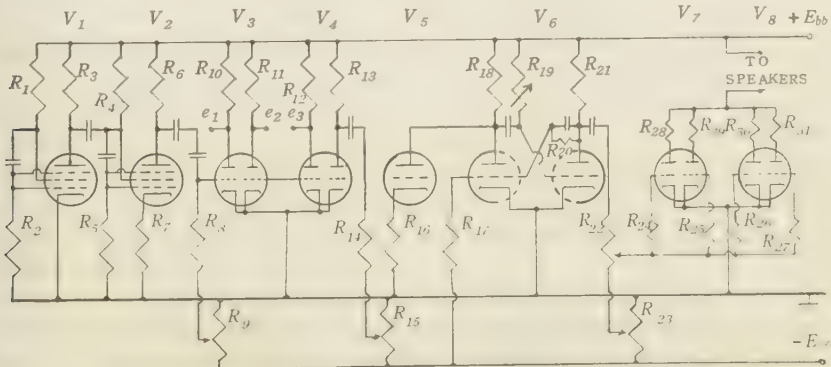 V1 V2 V3 V4 V5 V6 V7 V8 + Ebb
R1 R3 R4 R6 R10 R11 R12 R13 R18 R19 R21 TO
SPEAKERS
e1 e2 e3 R20 R28 R29 R30 R31
R2 R5 R7 R8 R14 R16 R17 R22 R24 R25 R26 R27
R9 R15 R23 - E